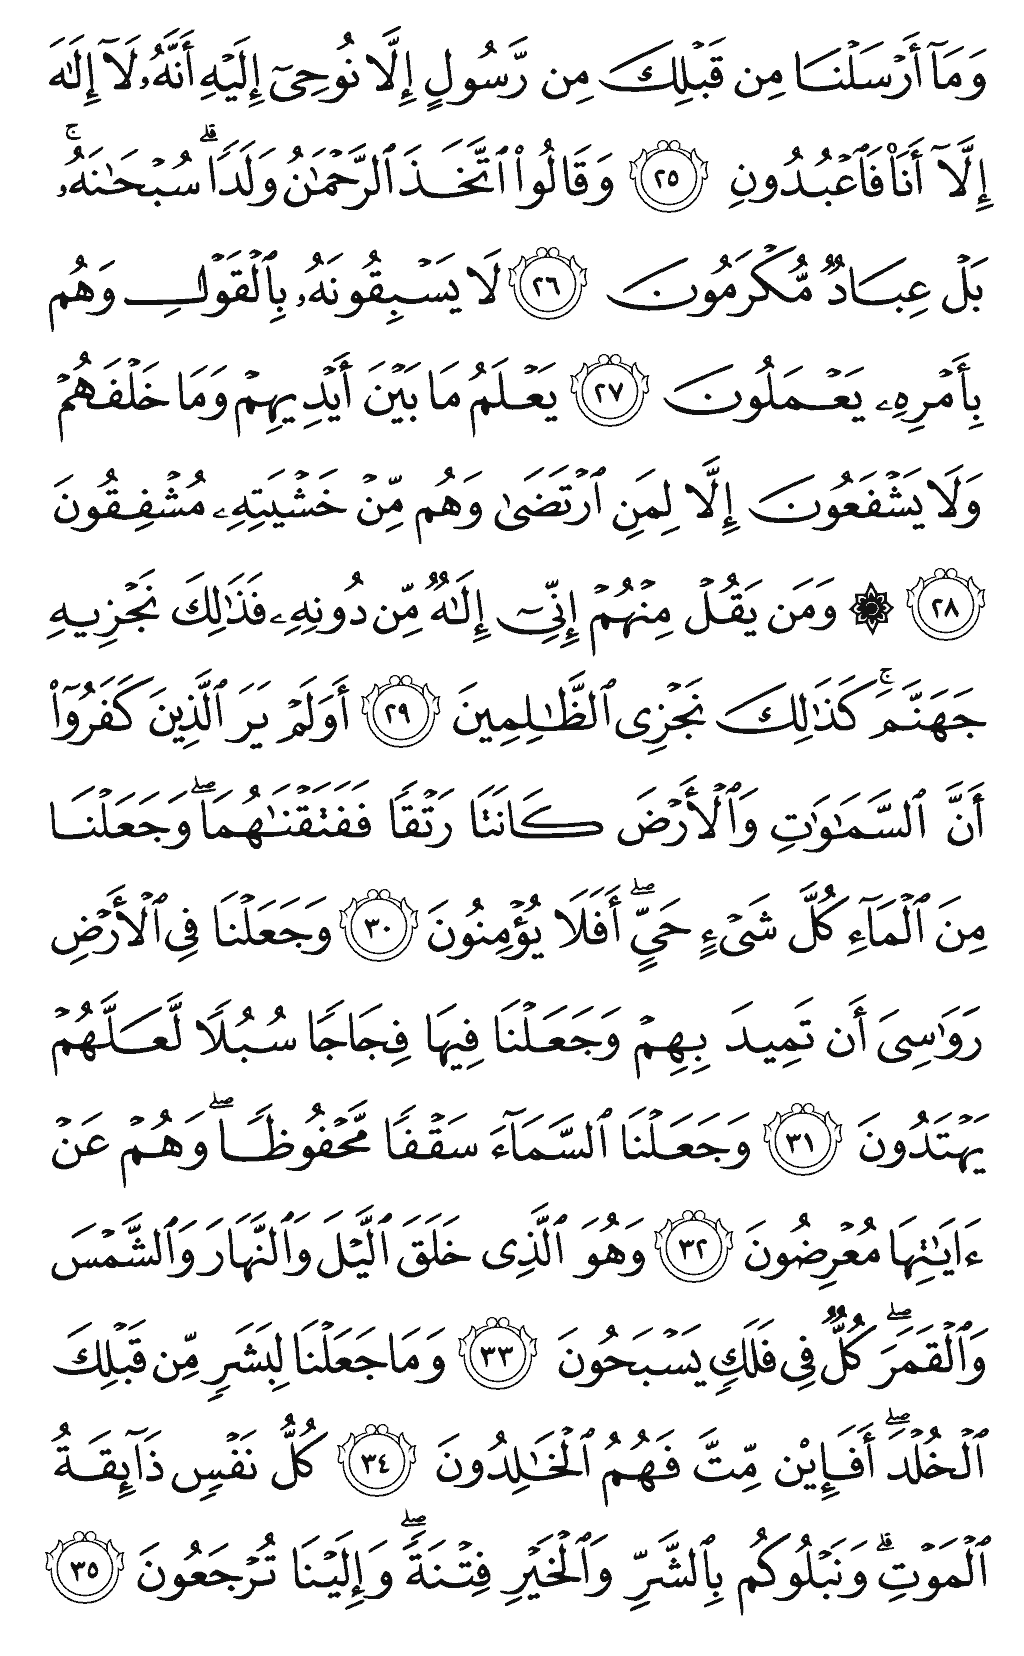 وَمَآ أَرْسَلْنَا مِن قَبْلِكَ مِن رَّسُولٍ إِلَّا نُوحِىٓ إِلَيْهِ أَنَّهُۥ لَآ إِلَٰهَ
إِلَّآ أَنَا۠ فَٱعْبُدُونِ ٢٥ وَقَالُوا۟ ٱتَّخَذَ ٱلرَّحْمَٰنُ وَلَدًا ۗ سُبْحَٰنَهُۥ ۚ
بَلْ عِبَادٌ مُّكْرَمُونَ ٢٦ لَا يَسْبِقُونَهُۥ بِٱلْقَوْلِ وَهُم
بِأَمْرِهِۦ يَعْمَلُونَ ٢٧ يَعْلَمُ مَا بَيْنَ أَيْدِيهِمْ وَمَا خَلْفَهُمْ
وَلَا يَشْفَعُونَ إِلَّا لِمَنِ ٱرْتَضَىٰ وَهُم مِّنْ خَشْيَتِهِۦ مُشْفِقُونَ
٢٨ ۞ وَمَن يَقُلْ مِنْهُمْ إِنِّىٓ إِلَٰهٌ مِّن دُونِهِۦ فَذَٰلِكَ نَجْزِيهِ
جَهَنَّمَ ۚ كَذَٰلِكَ نَجْزِى ٱلظَّٰلِمِينَ ٢٩ أَوَلَمْ يَرَ ٱلَّذِينَ كَفَرُوٓا۟
أَنَّ ٱلسَّمَٰوَٰتِ وَٱلْأَرْضَ كَانَتَا رَتْقًا فَفَتَقْنَٰهُمَا ۖ وَجَعَلْنَا
مِنَ ٱلْمَآءِ كُلَّ شَىْءٍ حَىٍّ ۖ أَفَلَا يُؤْمِنُونَ ٣٠ وَجَعَلْنَا فِى ٱلْأَرْضِ
رَوَٰسِىَ أَن تَمِيدَ بِهِمْ وَجَعَلْنَا فِيهَا فِجَاجًا سُبُلًا لَّعَلَّهُمْ
يَهْتَدُونَ ٣١ وَجَعَلْنَا ٱلسَّمَآءَ سَقْفًا مَّحْفُوظًا ۖ وَهُمْ عَنْ
ءَايَٰتِهَا مُعْرِضُونَ ٣٢ وَهُوَ ٱلَّذِى خَلَقَ ٱلَّيْلَ وَٱلنَّهَارَ وَٱلشَّمْسَ
وَٱلْقَمَرَ ۖ كُلٌّ فِى فَلَكٍ يَسْبَحُونَ ٣٣ وَمَا جَعَلْنَا لِبَشَرٍ مِّن قَبْلِكَ
ٱلْخُلْدَ ۖ أَفَإِي۟ن مِّتَّ فَهُمُ ٱلْخَٰلِدُونَ ٣٤ كُلُّ نَفْسٍ ذَآئِقَةُ
ٱلْمَوْتِ ۗ وَنَبْلُوكُم بِٱلشَّرِّ وَٱلْخَيْرِ فِتْنَةً ۖ وَإِلَيْنَا تُرْجَعُونَ ٣٥